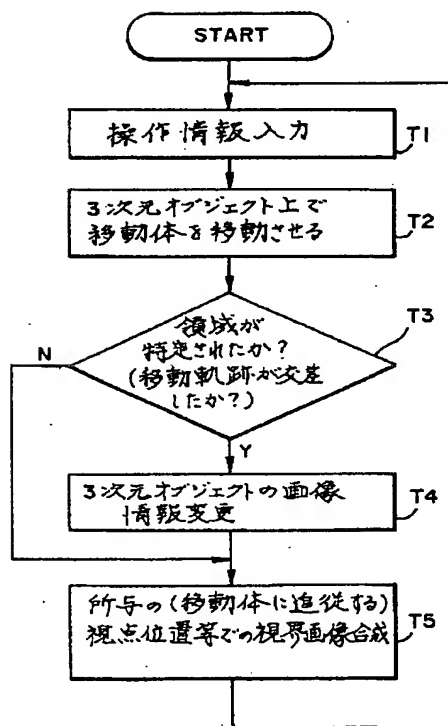 START
操作情報入力
T1
3次元オブジェクト上で
移動体を移動させる
T2
領域が
特定されたか?
(移動軌跡が交差
したか?)
T3
N
Y
3次元オブジェクトの画像
情報変更
T4
所与の(移動体に追従する)
視点位置等での視界画像合成
T5